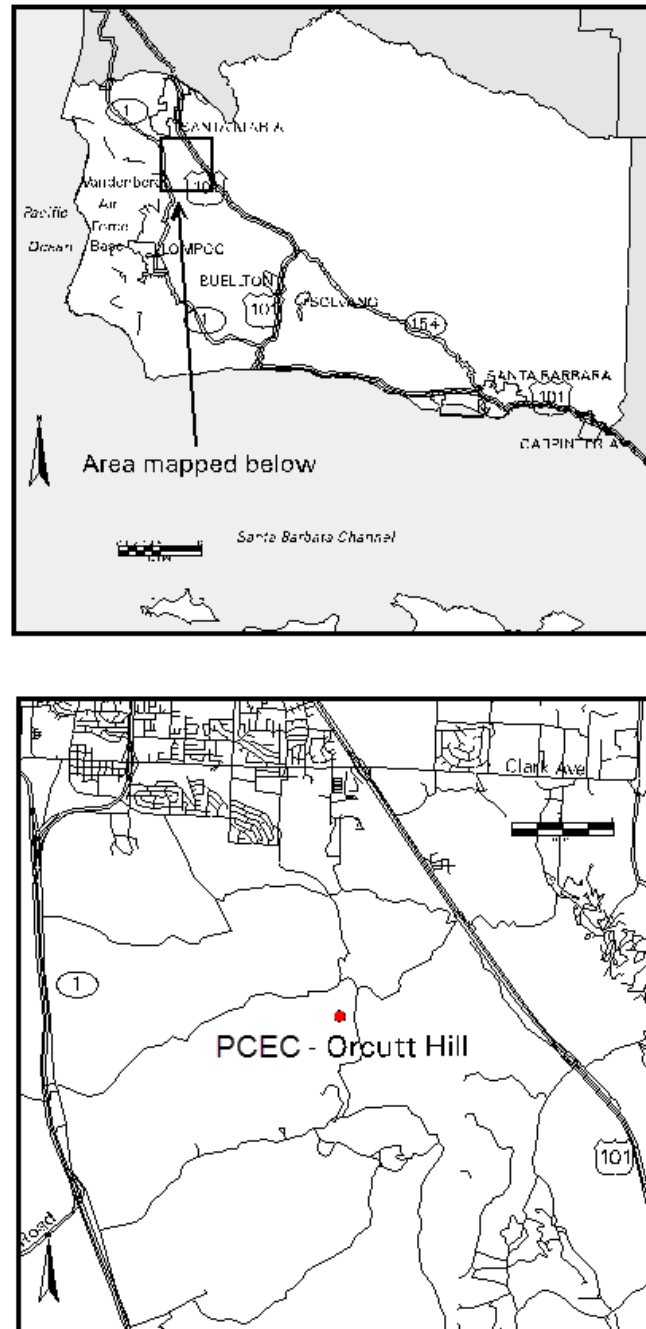 1
SANTA MARIA
Vandenberg
101
Air
Pacific
Force
Ocean
Base
LOMPOC
BUELLTON
SOLVANG
101
1
154
SANTA BARBARA
101
CARPINTERIA
Area mapped below
Santa Barbara Channel
Clark Ave
1
PCEC - Orcutt Hill
101
Road